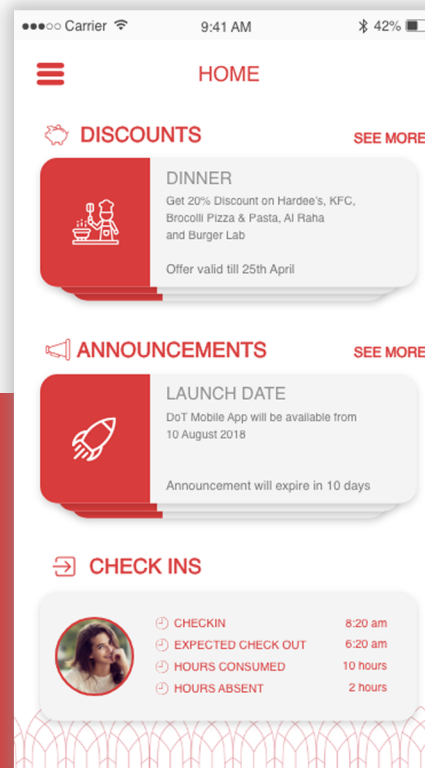 Carrier 9:41 AM 42%
HOME
DISCOUNTS SEE MORE
DINNER
Get 20% Discount on Hardee's, KFC,
Brocolli Pizza & Pasta, Al Raha
and Burger Lab
Offer valid till 25th April
ANNOUNCEMENTS SEE MORE
LAUNCH DATE
DoT Mobile App will be available from
10 August 2018
Announcement will expire in 10 days
CHECK INS
CHECKIN 8:20 am
EXPECTED CHECK OUT 6:20 am
HOURS CONSUMED 10 hours
HOURS ABSENT 2 hours